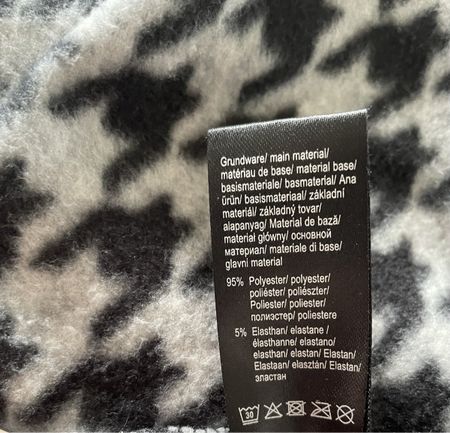 Grundware/ main material/
matériau de base/ material base/
basismateriale/ basmaterial/ Ana
ürün/ basismateriaal/ základní
materiál/ základný tovar/
alapanyag/ Material de bază/
materiał główny/ основной
материал/ materiale di base/
glavni material
95% Polyester/ polyester/
poliéster/ poliészter/
Poliester/ poliester/
полиэстер/ poliestere
5% Elasthan/ elastane /
élasthanne/ elastano/
elasthan/ elastan/ Elastan/
Elastaan/ elasztán/ Elastan/
эластан
30